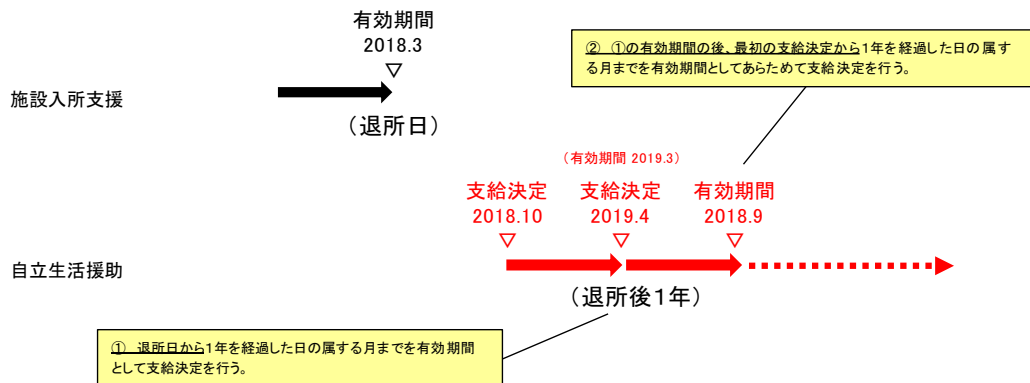 有効期間
2018.3
▽
② ①の有効期間の後、最初の支給決定から1年を経過した日の属す
る月までを有効期間としてあらためて支給決定を行う。
施設入所支援
（退所日）
（有効期間 2019.3）
支給決定 支給決定 有効期間
2018.10 2019.4 2018.9
▽ ▽ ▽
自立生活援助
（退所後１年）
① 退所日から1年を経過した日の属する月までを有効期間
として支給決定を行う。